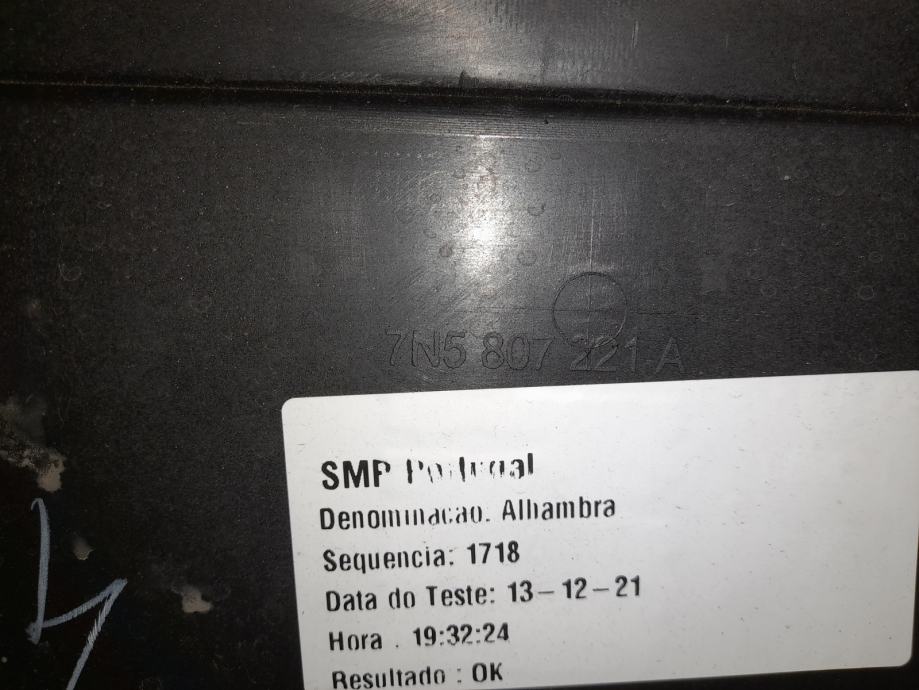 7N5 807 221 A
SMP Portugal
Denominacao. Alhambra
Sequencia: 1718
Data do Teste: 13-12-21
Hora . 19:32:24
Resultado : OK